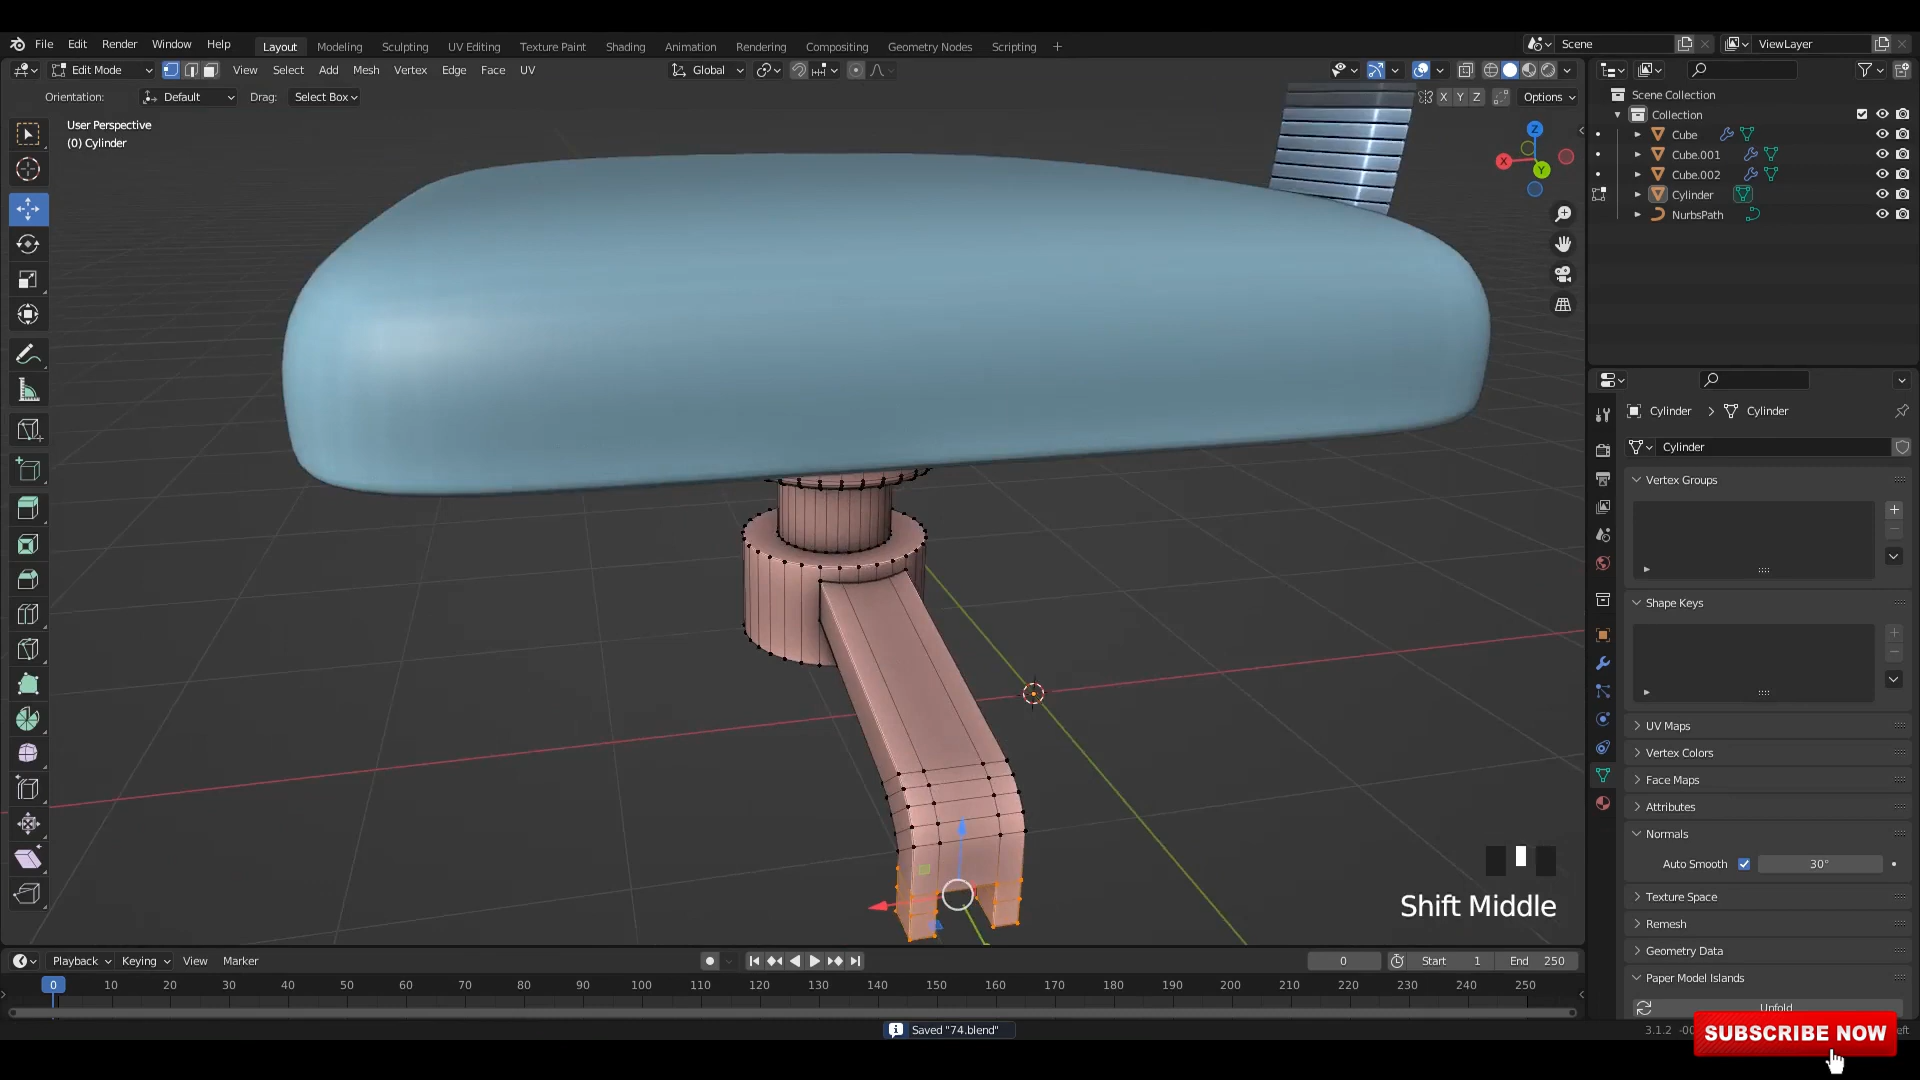 File Edit Render Window Help Layout Modeling Sculpting UV Editing Texture Paint Shading Animation Rendering Compositing Geometry Nodes Scripting + Scene ViewLayer
Edit Mode View Select Add Mesh Vertex Edge Face UV Global
Orientation: Default Drag: Select Box X Y Z Options
User Perspective
(0) Cylinder
Z
X
Y
Scene Collection
Collection
Cube
Cube.001
Cube.002
Cylinder
NurbsPath
Cylinder > Cylinder
Cylinder
Vertex Groups
Shape Keys
UV Maps
Vertex Colors
Face Maps
Attributes
Normals
Auto Smooth 30°
Texture Space
Remesh
Geometry Data
Paper Model Islands
Unfold
Shift Middle
Playback Keying View Marker 0 Start 1 End 250
0 10 20 30 40 50 60 70 80 90 100 110 120 130 140 150 160 170 180 190 200 210 220 230 240 250
Saved "74.blend"
3.1.2
SUBSCRIBE NOW